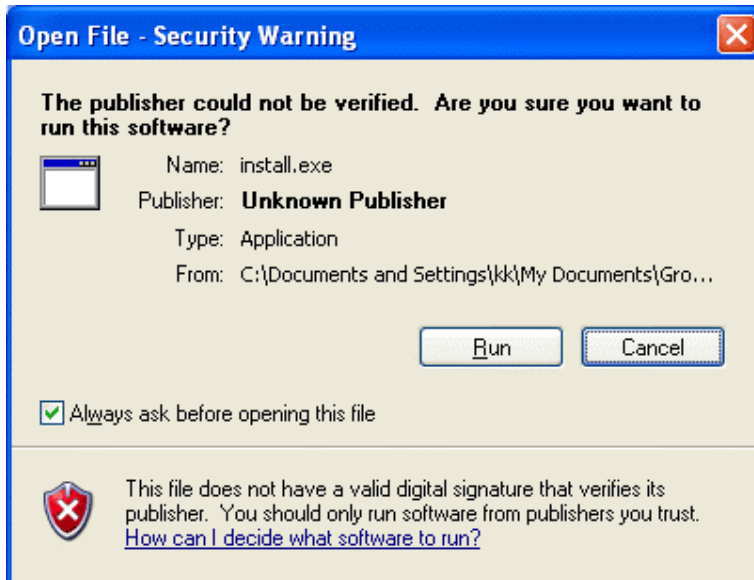 Open File - Security Warning
The publisher could not be verified.  Are you sure you want to
run this software?
Name: install.exe
Publisher: Unknown Publisher
Type: Application
From: C:\Documents and Settings\kk\My Documents\Gro...
Run Cancel
Always ask before opening this file
This file does not have a valid digital signature that verifies its
publisher.  You should only run software from publishers you trust.
How can I decide what software to run?